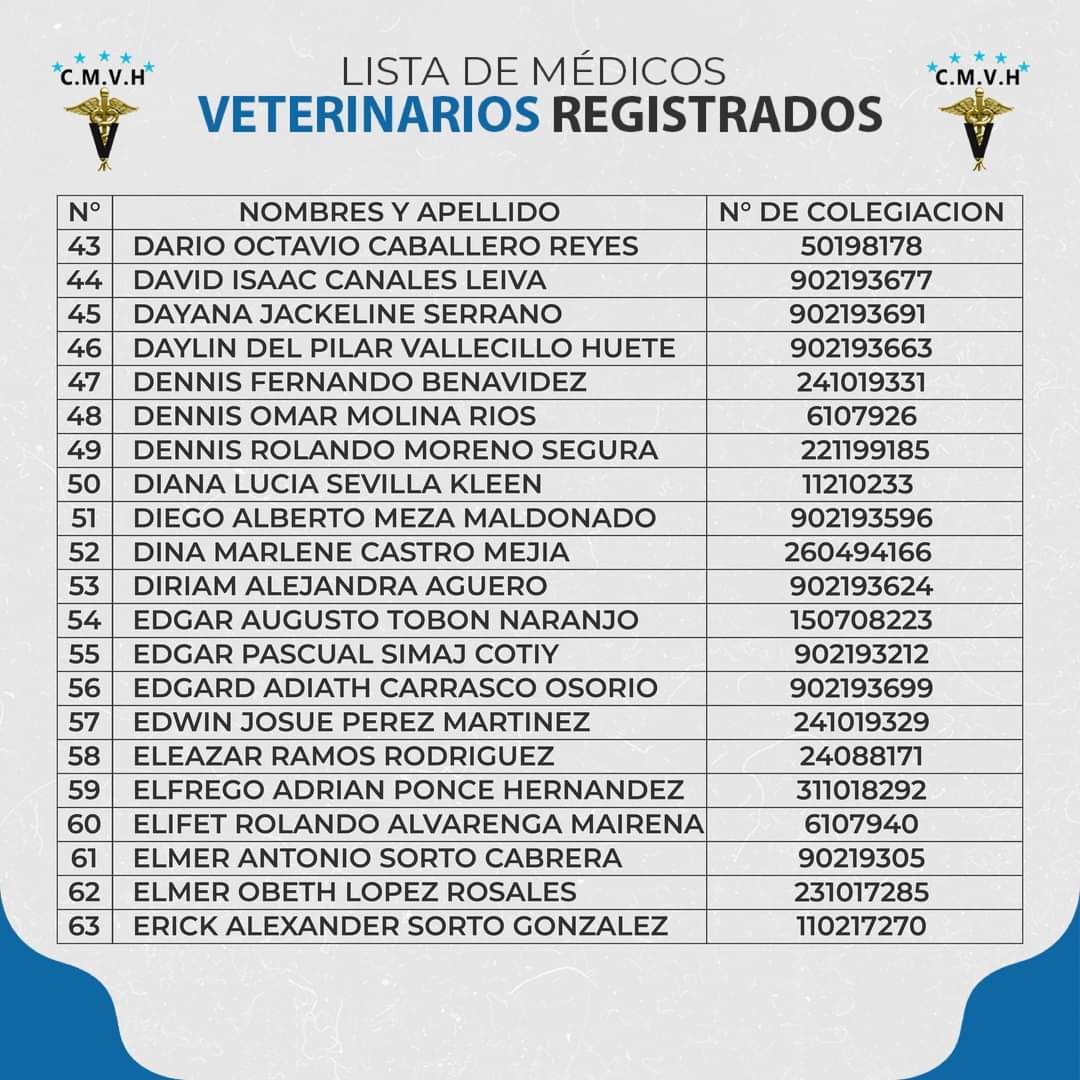 C.M.V.H
LISTA DE MÉDICOS
VETERINARIOS REGISTRADOS
C.M.V.H
N° NOMBRES Y APELLIDO N° DE COLEGIACION
43 DARIO OCTAVIO CABALLERO REYES 50198178
44 DAVID ISAAC CANALES LEIVA 902193677
45 DAYANA JACKELINE SERRANO 902193691
46 DAYLIN DEL PILAR VALLECILLO HUETE 902193663
47 DENNIS FERNANDO BENAVIDEZ 241019331
48 DENNIS OMAR MOLINA RIOS 6107926
49 DENNIS ROLANDO MORENO SEGURA 221199185
50 DIANA LUCIA SEVILLA KLEEN 11210233
51 DIEGO ALBERTO MEZA MALDONADO 902193596
52 DINA MARLENE CASTRO MEJIA 260494166
53 DIRIAM ALEJANDRA AGUERO 902193624
54 EDGAR AUGUSTO TOBON NARANJO 150708223
55 EDGAR PASCUAL SIMAJ COTIY 902193212
56 EDGARD ADIATH CARRASCO OSORIO 902193699
57 EDWIN JOSUE PEREZ MARTINEZ 241019329
58 ELEAZAR RAMOS RODRIGUEZ 24088171
59 ELFREGO ADRIAN PONCE HERNANDEZ 311018292
60 ELIFET ROLANDO ALVARENGA MAIRENA 6107940
61 ELMER ANTONIO SORTO CABRERA 90219305
62 ELMER OBETH LOPEZ ROSALES 231017285
63 ERICK ALEXANDER SORTO GONZALEZ 110217270